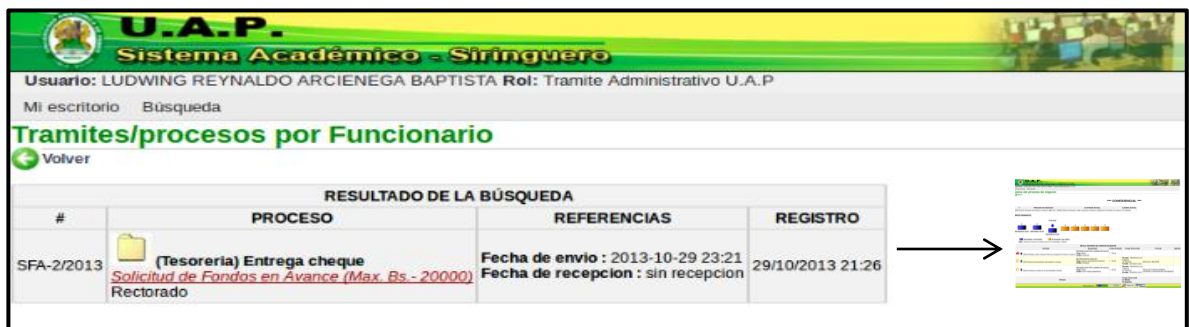 U.A.P.
Sistema Académico - Siringuero
Usuario: LUDWING REYNALDO ARCIENEGA BAPTISTA Rol: Tramite Administrativo U.A.P
Mi escritorio Búsqueda
Tramites/procesos por Funcionario
Volver
RESULTADO DE LA BÚSQUEDA
# PROCESO REFERENCIAS REGISTRO
SFA-2/2013 (Tesoreria) Entrega cheque
Solicitud de Fondos en Avance (Max. Bs.- 20000)
Rectorado
Fecha de envio : 2013-10-29 23:21
Fecha de recepcion : sin recepcion
29/10/2013 21:26